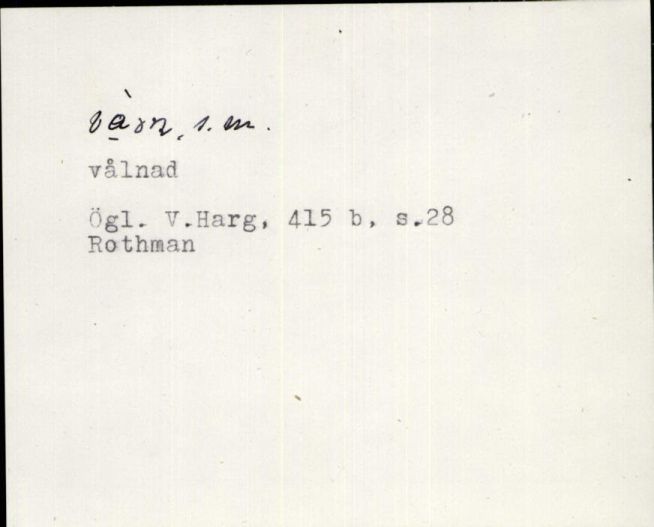 s.m.
vålnad
Ögl. V.Harg, 415 b, s.28
Rothman